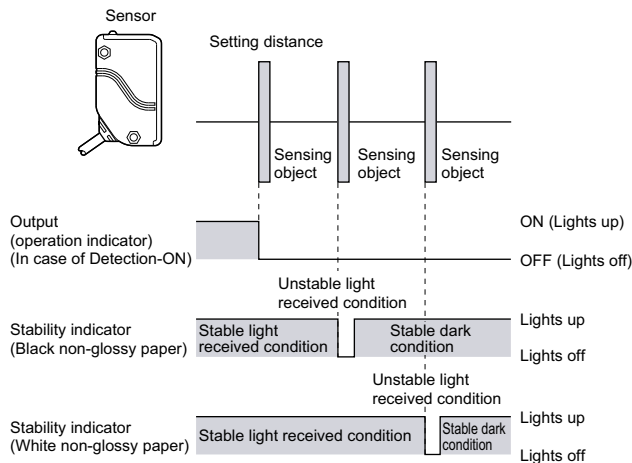 Sensor
Setting distance
Sensing
object
Sensing
object
Sensing
object
Output
(operation indicator)
(In case of Detection-ON)
ON (Lights up)
OFF (Lights off)
Unstable light
received condition
Stability indicator
(Black non-glossy paper)
Stable light
received condition
Stable dark
condition
Lights up
Lights off
Unstable light
received condition
Stability indicator
(White non-glossy paper)
Stable light received condition
Stable dark
condition
Lights up
Lights off